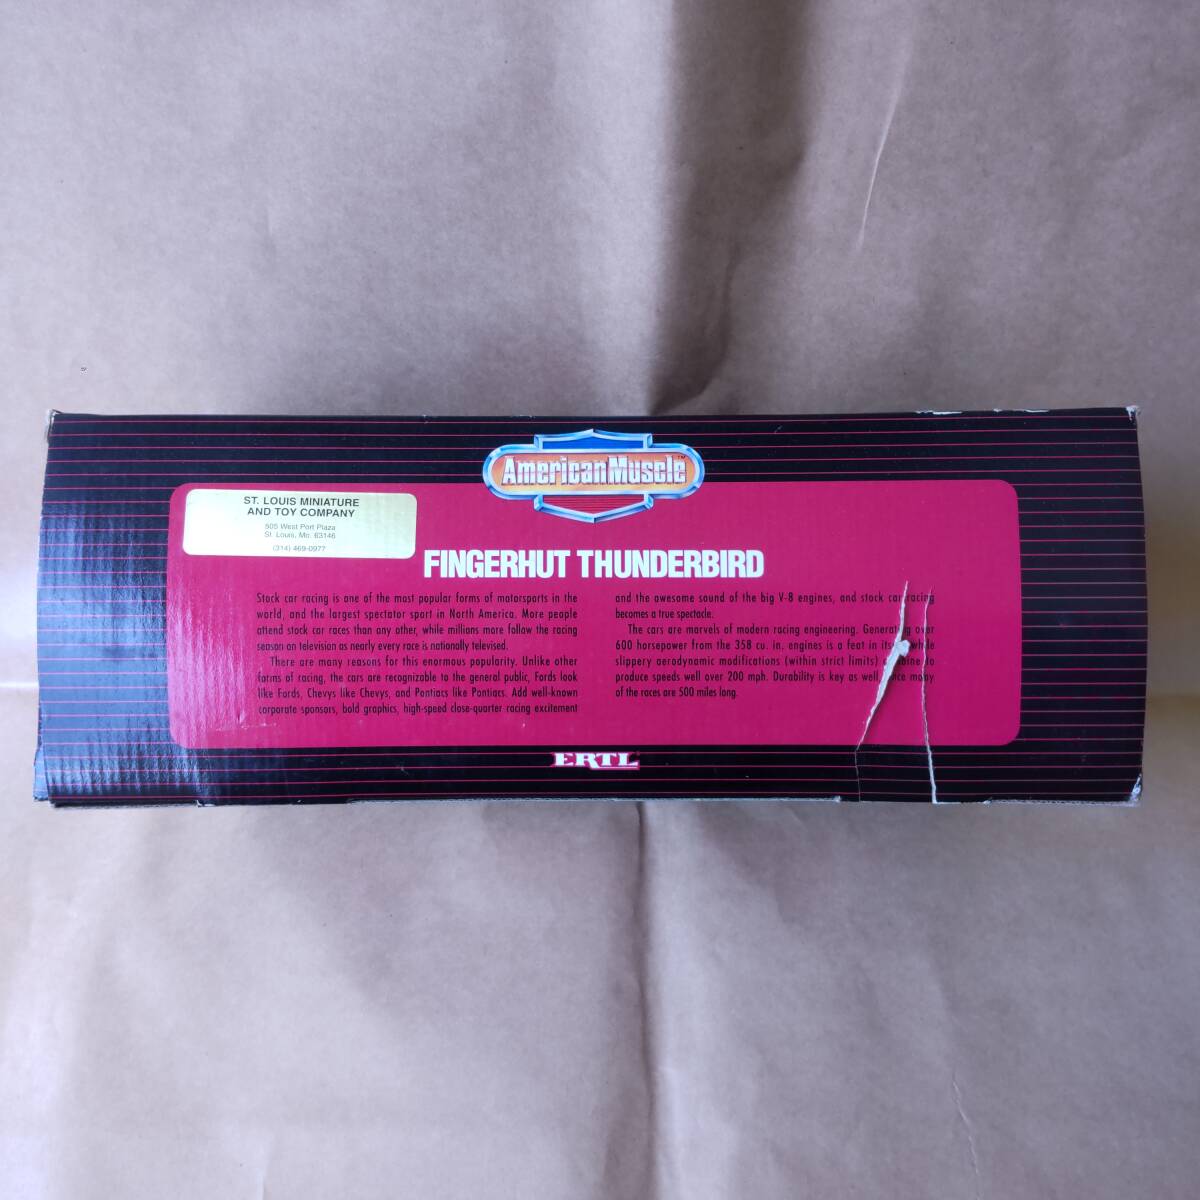 AmericanMuscle™
ST. LOUIS MINIATURE
AND TOY COMPANY
505 West Port Plaza
St. Louis, Mo. 63146
(314) 469-0977
FINGERHUT THUNDERBIRD
Stock car racing is one of the most popular forms of motorsports in the
world, and the largest spectator sport in North America. More people
attend stock car races than any other, while millions more follow the racing
season on television as nearly every race is nationally televised.
There are many reasons for this enormous popularity. Unlike other
forms of racing, the cars are recognizable to the general public, Fords look
like Fords, Chevys like Chevys, and Pontiacs like Pontiacs. Add well-known
corporate sponsors, bold graphics, high-speed close-quarter racing excitement
and the awesome sound of the big V-8 engines, and stock car racing
becomes a true spectacle.
The cars are marvels of modern racing engineering. Generating over
600 horsepower from the 358 cu. in. engines is a feat in while
slippery aerodynamic modifications (within strict limits) to
produce speeds well over 200 mph. Durability is key as well, many
of the races are 500 miles long.
ERTL